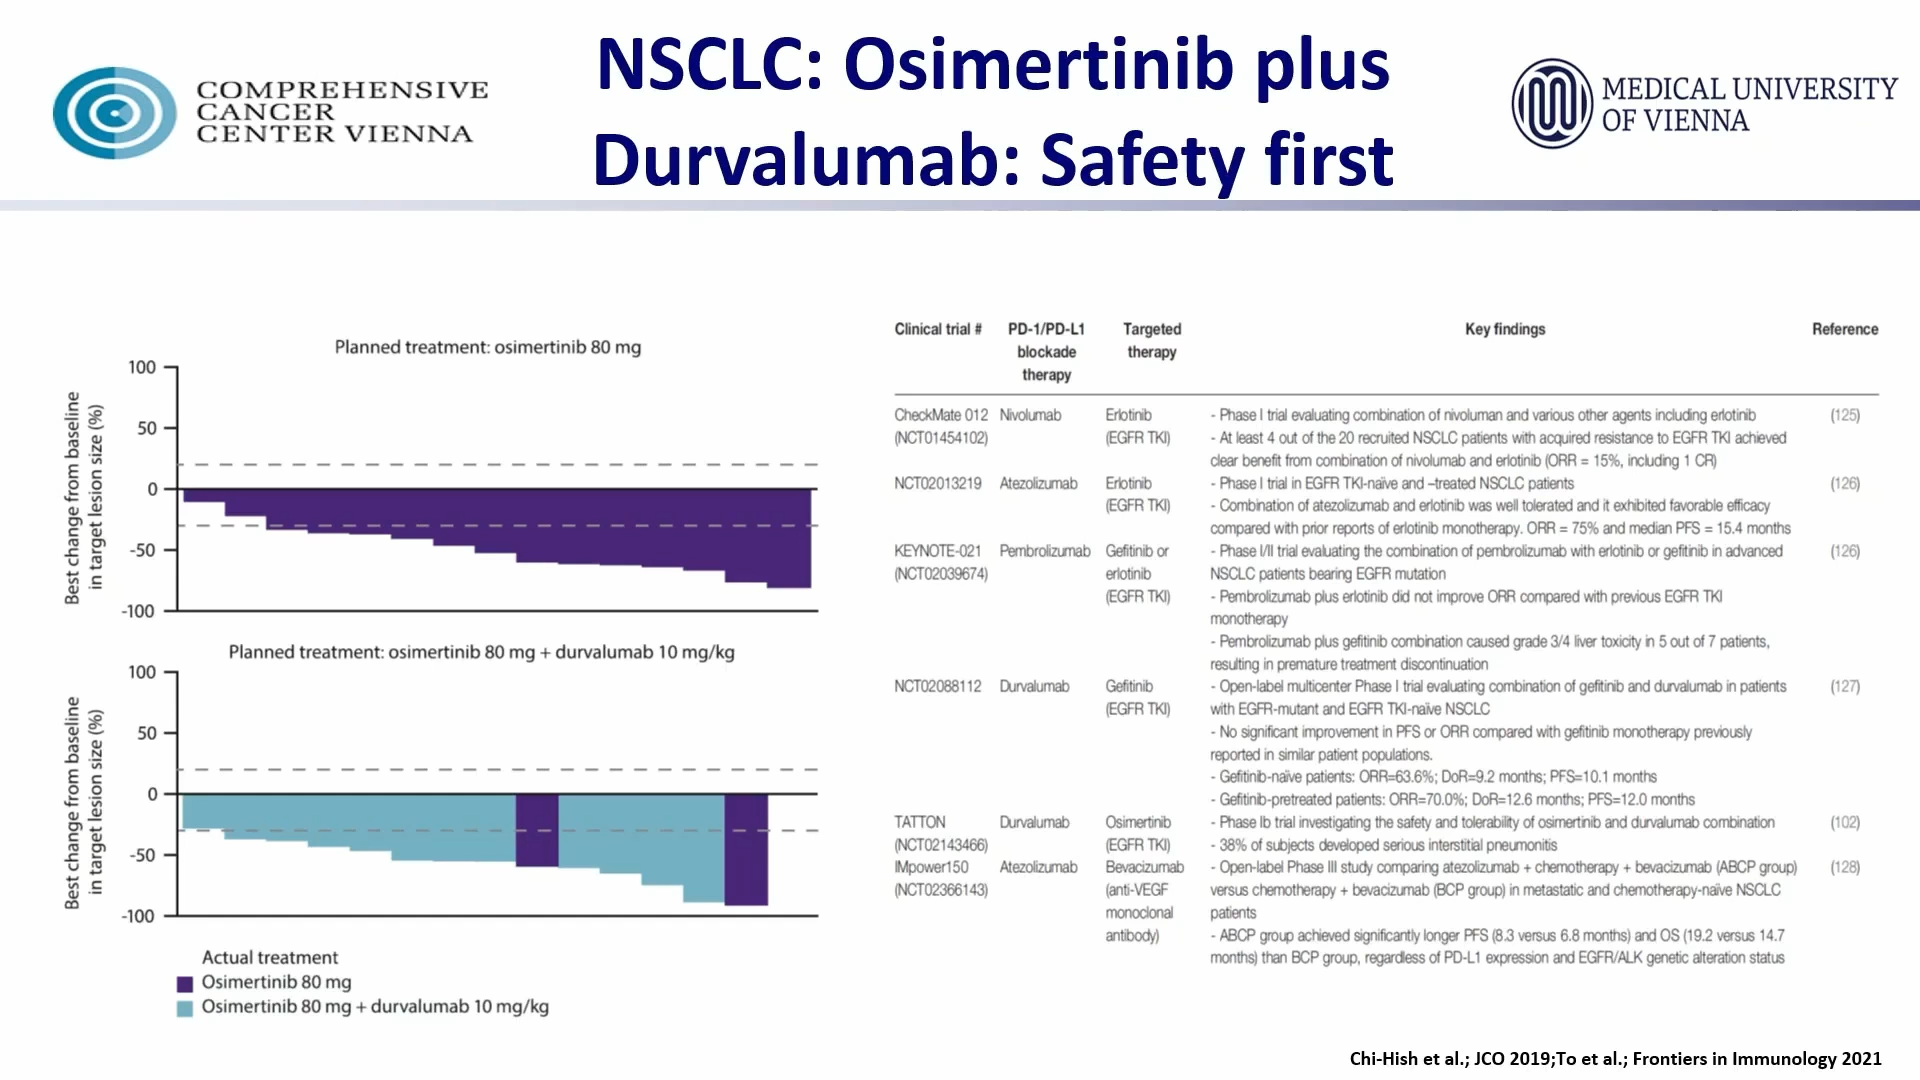 COMPREHENSIVE
CANCER
CENTER VIENNA
NSCLC: Osimertinib plus
Durvalumab: Safety first
MEDICAL UNIVERSITY
OF VIENNA
Planned treatment: osimertinib 80 mg
Best change from baseline
in target lesion size (%)
100
50
0
-50
-100
Planned treatment: osimertinib 80 mg + durvalumab 10 mg/kg
Best change from baseline
in target lesion size (%)
100
50
0
-50
-100
Actual treatment
Osimertinib 80 mg
Osimertinib 80 mg + durvalumab 10 mg/kg
Clinical trial # PD-1/PD-L1 Targeted Key findings Reference
blockade therapy
therapy
CheckMate 012 Nivolumab Erlotinib - Phase I trial evaluating combination of nivoluman and various other agents including erlotinib (125)
(NCT01454102) (EGFR TKI) - At least 4 out of the 20 recruited NSCLC patients with acquired resistance to EGFR TKI achieved
clear benefit from combination of nivolumab and erlotinib (ORR = 15%, including 1 CR)
NCT02013219 Atezolizumab Erlotinib - Phase I trial in EGFR TKI-naïve and –treated NSCLC patients (126)
(EGFR TKI) - Combination of atezolizumab and erlotinib was well tolerated and it exhibited favorable efficacy
compared with prior reports of erlotinib monotherapy. ORR = 75% and median PFS = 15.4 months
KEYNOTE-021 Pembrolizumab Gefitinib or - Phase I/II trial evaluating the combination of pembrolizumab with erlotinib or gefitinib in advanced (126)
(NCT02039674) erlotinib NSCLC patients bearing EGFR mutation
(EGFR TKI) - Pembrolizumab plus erlotinib did not improve ORR compared with previous EGFR TKI
monotherapy
- Pembrolizumab plus gefitinib combination caused grade 3/4 liver toxicity in 5 out of 7 patients,
resulting in premature treatment discontinuation
NCT02088112 Durvalumab Gefitinib - Open-label multicenter Phase I trial evaluating combination of gefitinib and durvalumab in patients (127)
(EGFR TKI) with EGFR-mutant and EGFR TKI-naïve NSCLC
- No significant improvement in PFS or ORR compared with gefitinib monotherapy previously
reported in similar patient populations.
- Gefitinib-naïve patients: ORR=63.6%; DoR=9.2 months; PFS=10.1 months
- Gefitinib-pretreated patients: ORR=70.0%; DoR=12.6 months; PFS=12.0 months
TATTON Durvalumab Osimertinib - Phase Ib trial investigating the safety and tolerability of osimertinib and durvalumab combination (102)
(NCT02143466) (EGFR TKI) - 38% of subjects developed serious interstitial pneumonitis
IMpower150 Atezolizumab Bevacizumab - Open-label Phase III study comparing atezolizumab + chemotherapy + bevacizumab (ABCP group) (128)
(NCT02366143) (anti-VEGF versus chemotherapy + bevacizumab (BCP group) in metastatic and chemotherapy-naïve NSCLC
monoclonal patients
antibody) - ABCP group achieved significantly longer PFS (8.3 versus 6.8 months) and OS (19.2 versus 14.7
months) than BCP group, regardless of PD-L1 expression and EGFR/ALK genetic alteration status
Chi-Hish et al.; JCO 2019;To et al.; Frontiers in Immunology 2021